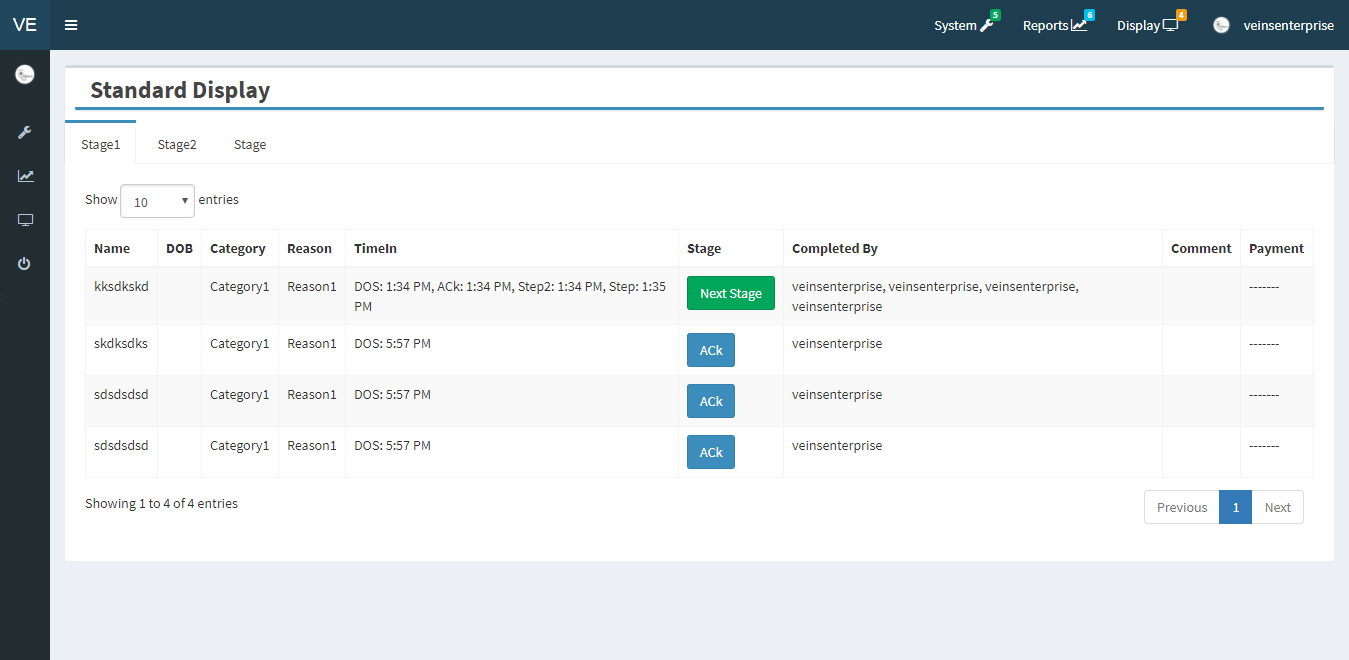 VE
System 5 Reports 6 Display 4 veinsenterprise
Standard Display
Stage1 Stage2 Stage
Show 10 entries
Name DOB Category Reason TimeIn Stage Completed By Comment Payment
kksdkskd Category1 Reason1 DOS: 1:34 PM, ACk: 1:34 PM, Step2: 1:34 PM, Step: 1:35 Next Stage veinsenterprise, veinsenterprise, veinsenterprise, -------
PM veinsenterprise
skdksdks Category1 Reason1 DOS: 5:57 PM ACk veinsenterprise -------
sdsdsdsd Category1 Reason1 DOS: 5:57 PM ACk veinsenterprise -------
sdsdsdsd Category1 Reason1 DOS: 5:57 PM ACk veinsenterprise -------
Showing 1 to 4 of 4 entries Previous 1 Next